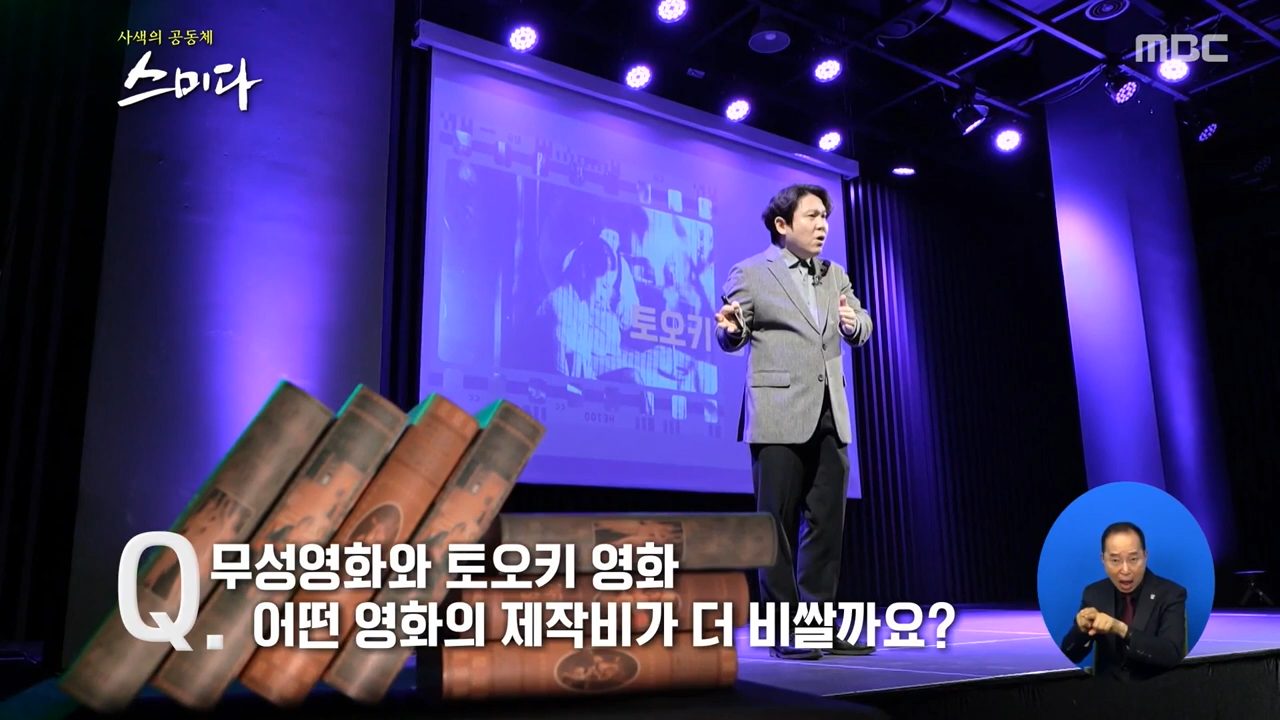 사색의 공동체
스미다
MBC
토오키
Q. 무성영화와 토오키 영화
어떤 영화의 제작비가 더 비쌀까요?